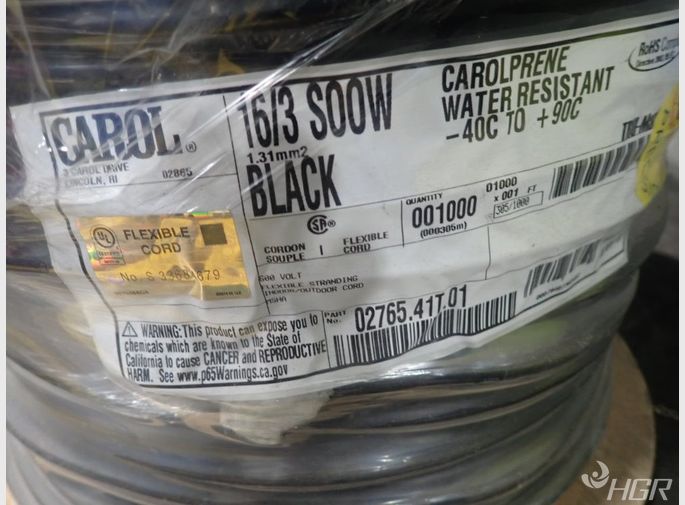 CAROL®
3 CAROL DRIVE
LINCOLN, RI 02865
16/3 SOOW
1.31mm2
BLACK
CAROLPRENE
WATER RESISTANT
-40C TO +90C
RoHS
UL
FLEXIBLE
CORD
No. S
SA®
CORDON
SOUPLE
FLEXIBLE
CORD
QUANTITY
001000
(000305m)
01000
x 001 FT
305/1000
600 VOLT
FLEXIBLE STRANDING
INDOOR/OUTDOOR CORD
MSHA
PART
No.
02765.41T.01
WARNING: This product can expose you to
chemicals which are known to the State of
California to cause CANCER and REPRODUCTIVE
HARM. See www.p65Warnings.ca.gov
HGR